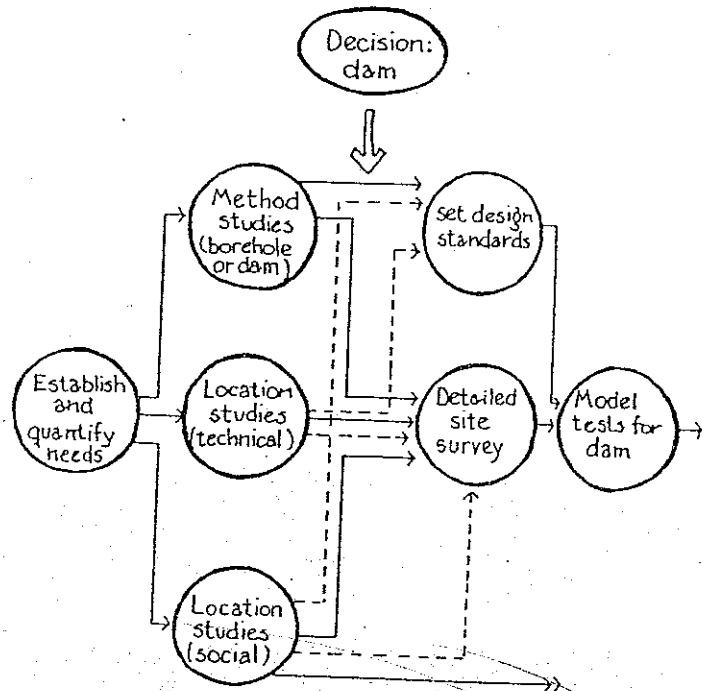 Decision:
dam
Method
studies
(borehole
or dam)
set design
standards
Establish
and
quantify
needs
Location
studies
(technical)
Detailed
site
survey
Model
tests for
dam
Location
studies
(social)